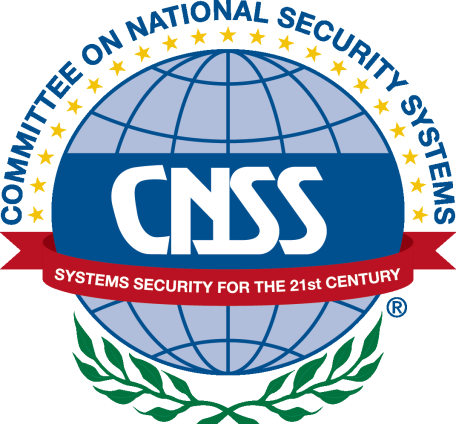 COMMITTEE ON NATIONAL SECURITY SYSTEMS
CNSS
SYSTEMS SECURITY FOR THE 21st CENTURY
®